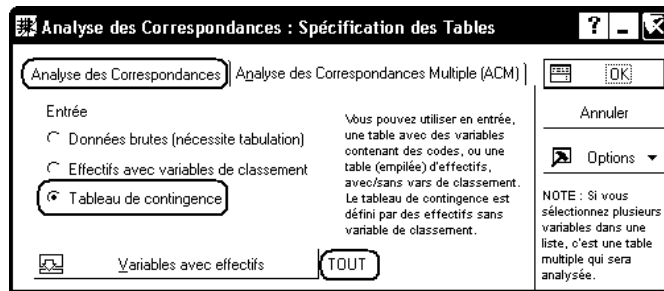 Analyse des Correspondances : Spécification des Tables
Analyse des Correspondances
Analyse des Correspondances Multiple (ACM)
Entrée
Données brutes (nécessite tabulation)
Effectifs avec variables de classement
Tableau de contingence
Vous pouvez utiliser en entrée,
une table avec des variables
contenant des codes, ou une
table (empilée) d'effectifs,
avec/sans vars de classement.
Le tableau de contingence est
défini par des effectifs sans
variable de classement.
Variables avec effectifs
TOUT
OK
Annuler
Options
NOTE : Si vous
sélectionnez plusieurs
variables dans une
liste, c'est une table
multiple qui sera
analysée.